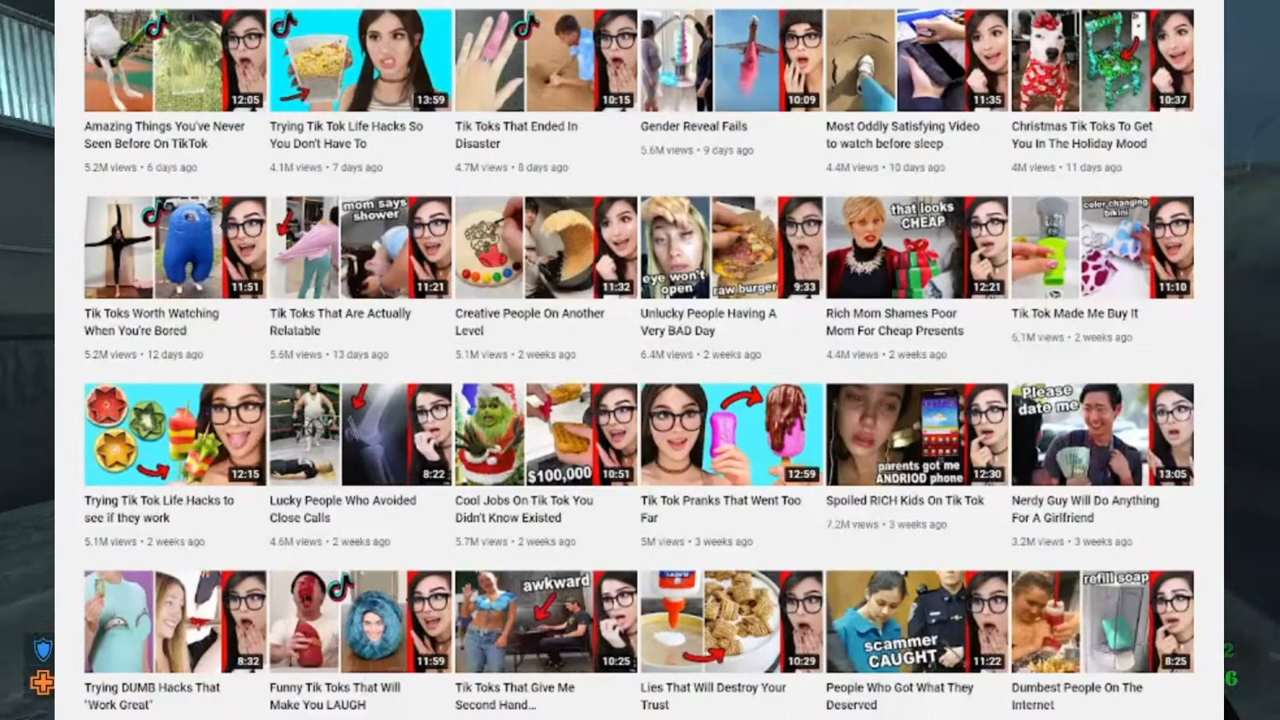 12:05
13:59
10:15
10:09
11:35
10:37
Amazing Things You've Never
Seen Before On TikTok
5.2M views • 6 days ago
Trying Tik Tok Life Hacks So
You Don't Have To
4.1M views • 7 days ago
Tik Toks That Ended In
Disaster
4.7M views • 8 days ago
Gender Reveal Fails
5.6M views • 9 days ago
Most Oddly Satisfying Video
to watch before sleep
4.4M views • 10 days ago
Christmas Tik Toks To Get
You In The Holiday Mood
4M views • 11 days ago
11:51
mom says
shower
11:21
11:32
eye won't
open
raw burger
9:33
that looks
CHEAP
12:21
color changing
bikini
11:10
Tik Toks Worth Watching
When You're Bored
5.2M views • 12 days ago
Tik Toks That Are Actually
Relatable
5.6M views • 13 days ago
Creative People On Another
Level
5.1M views • 2 weeks ago
Unlucky People Having A
Very BAD Day
6.4M views • 2 weeks ago
Rich Mom Shames Poor
Mom For Cheap Presents
4.4M views • 2 weeks ago
Tik Tok Made Me Buy It
6.1M views • 2 weeks ago
12:15
8:22
$100,000
10:51
12:59
parents got me
ANDRIOD phone
12:30
Please
date me
13:05
Trying Tik Tok Life Hacks to
see if they work
5.1M views • 2 weeks ago
Lucky People Who Avoided
Close Calls
4.6M views • 2 weeks ago
Cool Jobs On Tik Tok You
Didn't Know Existed
5.7M views • 2 weeks ago
Tik Tok Pranks That Went Too
Far
5M views • 3 weeks ago
Spoiled RICH Kids On Tik Tok
7.2M views • 3 weeks ago
Nerdy Guy Will Do Anything
For A Girlfriend
3.2M views • 3 weeks ago
8:32
11:59
awkward
10:25
10:29
scammer
CAUGHT
11:22
refill soap
8:25
2
6
Trying DUMB Hacks That
"Work Great"
Funny Tik Toks That Will
Make You LAUGH
Tik Toks That Give Me
Second Hand...
Lies That Will Destroy Your
Trust
People Who Got What They
Deserved
Dumbest People On The
Internet